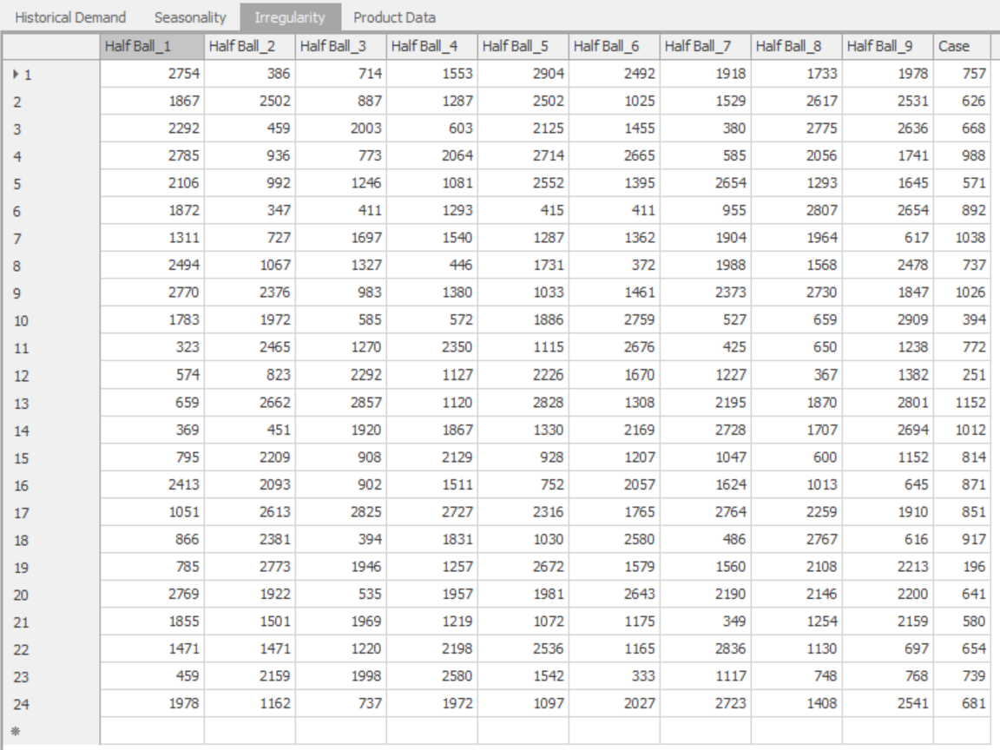 Historical Demand Seasonality Irregularity Product Data
Half Ball_1 Half Ball_2 Half Ball_3 Half Ball_4 Half Ball_5 Half Ball_6 Half Ball_7 Half Ball_8 Half Ball_9 Case
1 2754 386 714 1553 2904 2492 1918 1733 1978 757
2 1867 2502 887 1287 2502 1025 1529 2617 2531 626
3 2292 459 2003 603 2125 1455 380 2775 2636 668
4 2785 936 773 2064 2714 2665 585 2056 1741 988
5 2106 992 1246 1081 2552 1395 2654 1293 1645 571
6 1872 347 411 1293 415 411 955 2807 2654 892
7 1311 727 1697 1540 1287 1362 1904 1964 617 1038
8 2494 1067 1327 446 1731 372 1988 1568 2478 737
9 2770 2376 983 1380 1033 1461 2373 2730 1847 1026
10 1783 1972 585 572 1886 2759 527 659 2909 394
11 323 2465 1270 2350 1115 2676 425 650 1238 772
12 574 823 2292 1127 2226 1670 1227 367 1382 251
13 659 2662 2857 1120 2828 1308 2195 1870 2801 1152
14 369 451 1920 1867 1330 2169 2728 1707 2694 1012
15 795 2209 908 2129 928 1207 1047 600 1152 814
16 2413 2093 902 1511 752 2057 1624 1013 645 871
17 1051 2613 2825 2727 2316 1765 2764 2259 1910 851
18 866 2381 394 1831 1030 2580 486 2767 616 917
19 785 2773 1946 1257 2672 1579 1560 2108 2213 196
20 2769 1922 535 1957 1981 2643 2190 2146 2200 641
21 1855 1501 1969 1219 1072 1175 349 1254 2159 580
22 1471 1471 1220 2198 2536 1165 2836 1130 697 654
23 459 2159 1998 2580 1542 333 1117 748 768 739
24 1978 1162 737 1972 1097 2027 2723 1408 2541 681